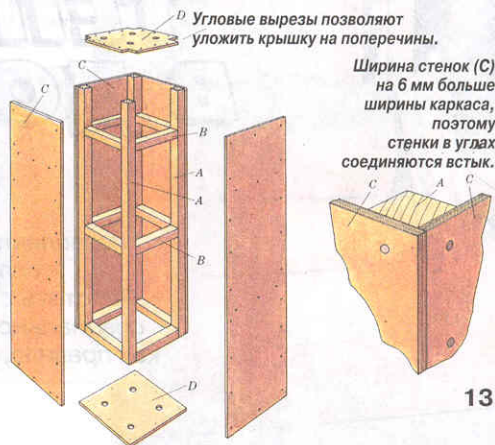 D
Угловые вырезы позволяют
уложить крышку на поперечины.
Ширина стенок (С)
на 6 мм больше
ширины каркаса,
поэтому
стенки в углах
соединяются встык.
C
C
B
A
A
B
D
C
A
C
13